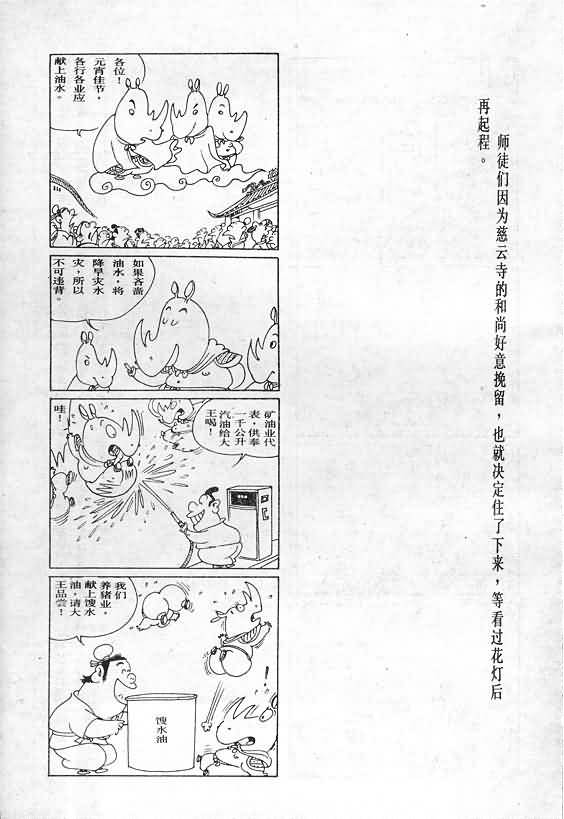 师徒们因为慈云寺的和尚好意挽留，也就决定住了下来，等看过花灯后
再起程。
各位！
元宵佳节，
各行各业应
献上油水。
如果吝啬
油水，将
降旱灾水
灾，所以
不可违背。
矿油业代
表，供奉
一千公升
汽油给大
王喝！
哇！
我们
养猪业，
献上馊水
油，请大
王品尝！
馊水油